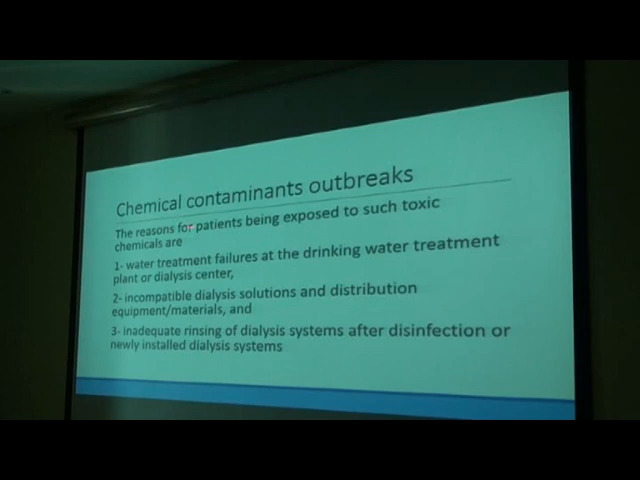 Chemical contaminants outbreaks
The reasons for patients being exposed to such toxic
chemicals are
1- water treatment failures at the drinking water treatment
plant or dialysis center,
2- incompatible dialysis solutions and distribution
equipment/materials, and
3- inadequate rinsing of dialysis systems after disinfection or
newly installed dialysis systems